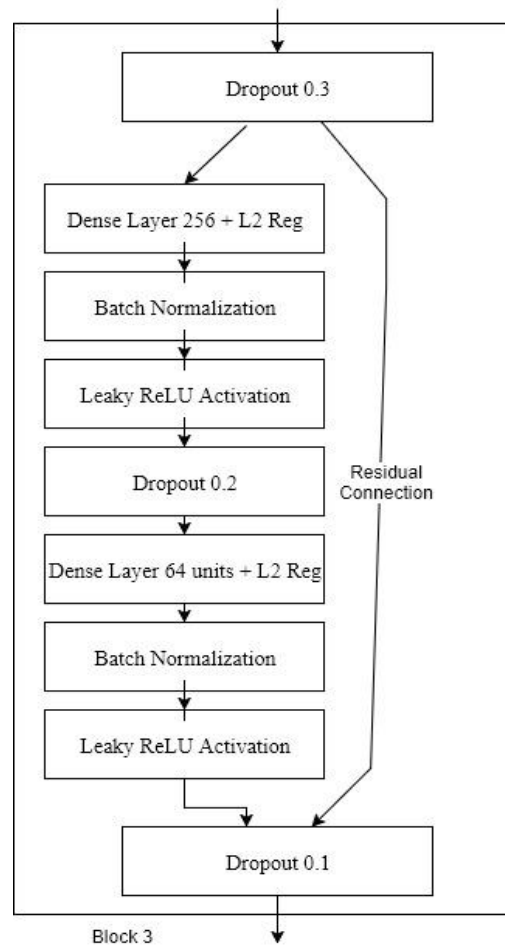 Dropout 0.3
Dense Layer 256 + L2 Reg
Batch Normalization
Leaky ReLU Activation
Dropout 0.2
Residual
Connection
Dense Layer 64 units + L2 Reg
Batch Normalization
Leaky ReLU Activation
Dropout 0.1
Block 3